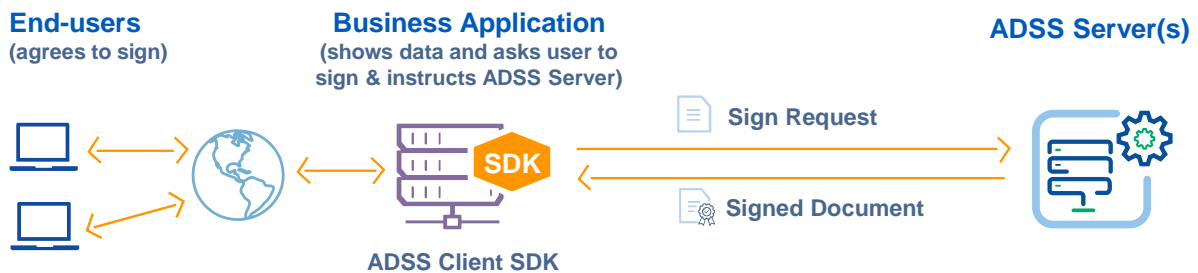 End-users
(agrees to sign)
Business Application
(shows data and asks user to
sign & instructs ADSS Server)
ADSS Server(s)
Sign Request
SDK
Signed Document
ADSS Client SDK